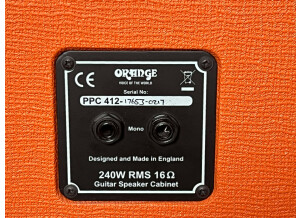 CE
ORANGE
VOICE OF THE WORLD
Serial No:
PPC 412-17653-0217
Mono
Designed and Made in England
240W RMS 16Ω
Guitar Speaker Cabinet